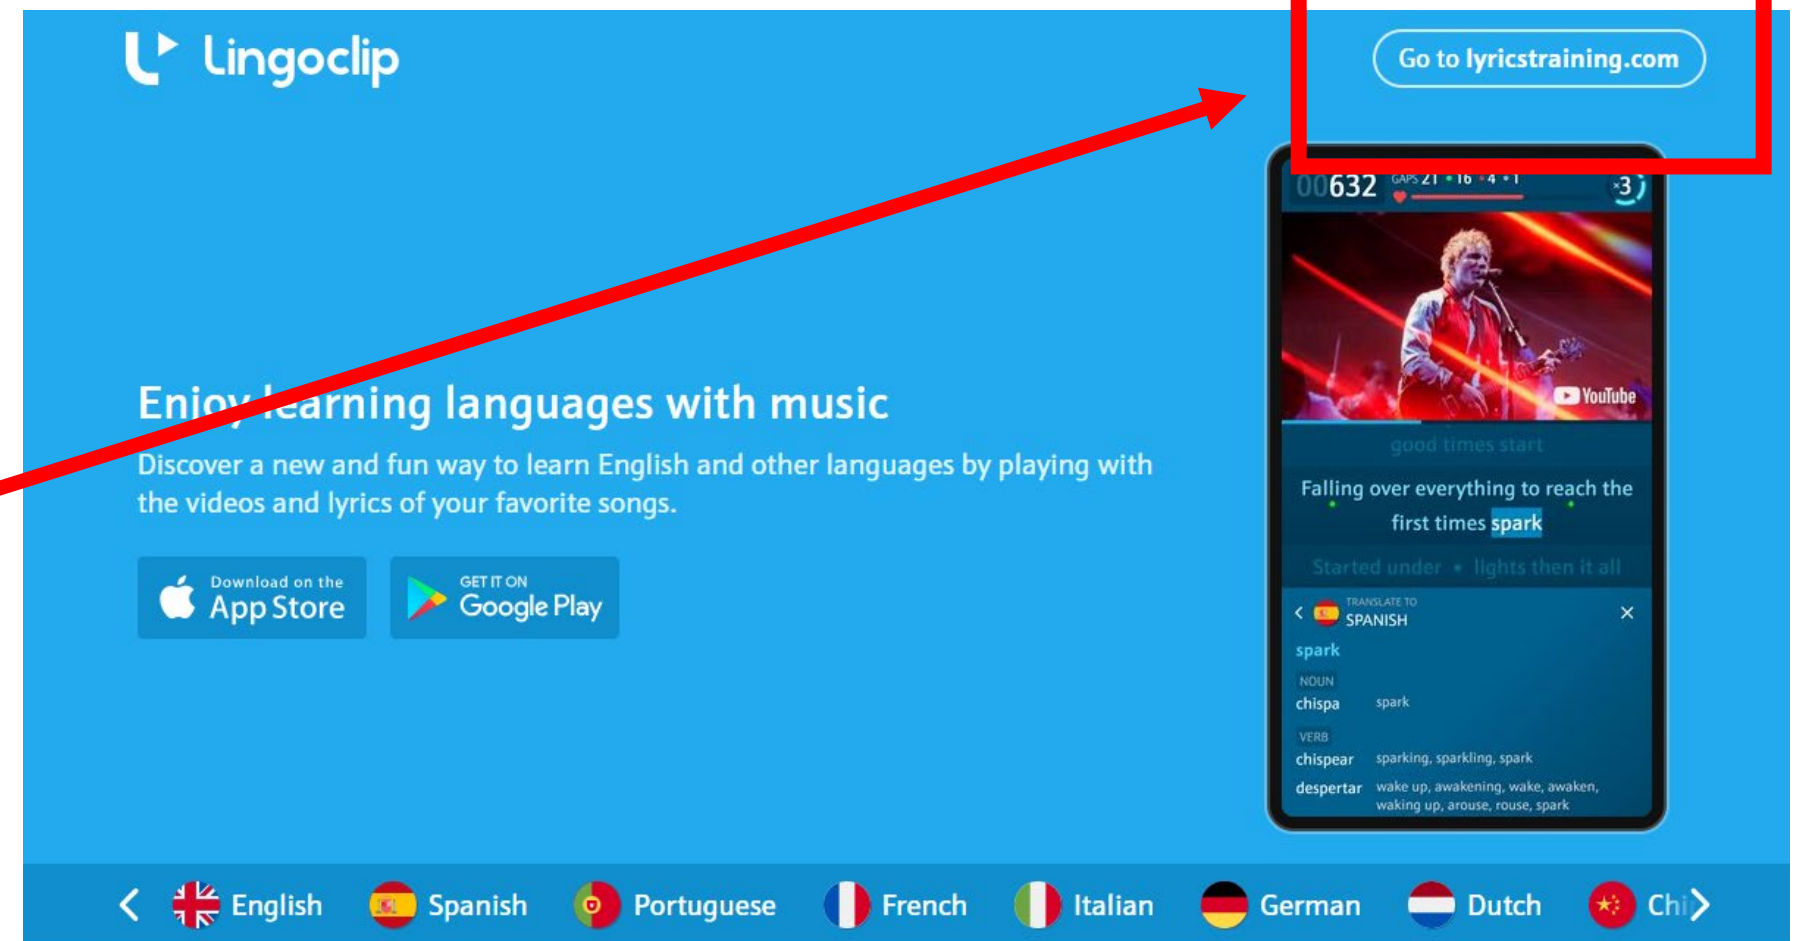 Lingoclip
Go to lyricstraining.com
Enjoy learning languages with music
Discover a new and fun way to learn English and other languages by playing with
the videos and lyrics of your favorite songs.
Download on the
App Store
GET IT ON
Google Play
00632
GAPS 21 • 16 • 4 • 1
×3
YouTube
good times start
Falling over everything to reach the
first times spark
Started under • lights then it all
TRANSLATE TO
SPANISH
spark
NOUN
chispa spark
VERB
chispear sparking, sparkling, spark
despertar wake up, awakening, wake, awaken,
waking up, arouse, rouse, spark
English Spanish Portuguese French Italian German Dutch Chi